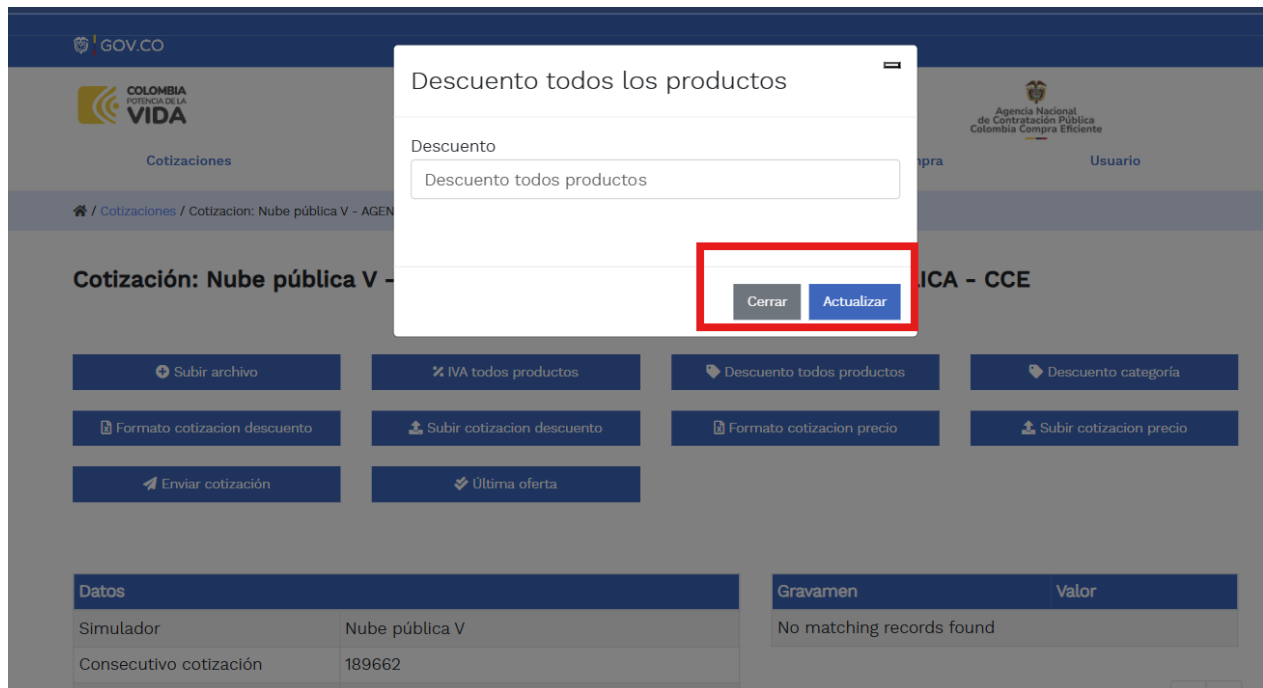 GOV.CO
Descuento todos los productos
COLOMBIA
POTENCIA DE LA
VIDA
Agencia Nacional
de Contratación Pública
Colombia Compra Eficiente
Descuento
Descuento todos productos
Cotizaciones
npra
Usuario
/ Cotizaciones / Cotizacion: Nube pública V - AGEN
Cotización: Nube pública V - LICA - CCE
Cerrar
Actualizar
Subir archivo
IVA todos productos
Descuento todos productos
Descuento categoría
Formato cotizacion descuento
Subir cotizacion descuento
Formato cotizacion precio
Subir cotizacion precio
Enviar cotización
Última oferta
Datos
Gravamen Valor
Simulador Nube pública V
No matching records found
Consecutivo cotización 189662